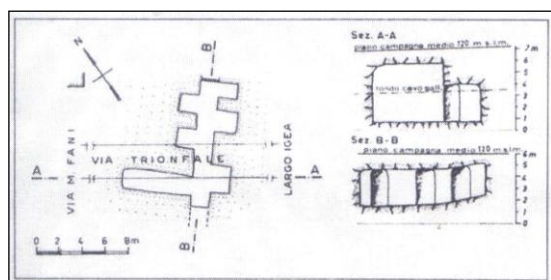 N
B
VIA TRIONFALE
A
A
VIA M. FANI
LARGO IGEA
B
0 2 4 6 8m
Sez. A-A
piano campagna medio 120 m s.l.m.
7m
6
5
4
3
2
1
0
Sez. B-B
piano campagna medio 120 m s.l.m.
6m
5
4
3
2
1
0